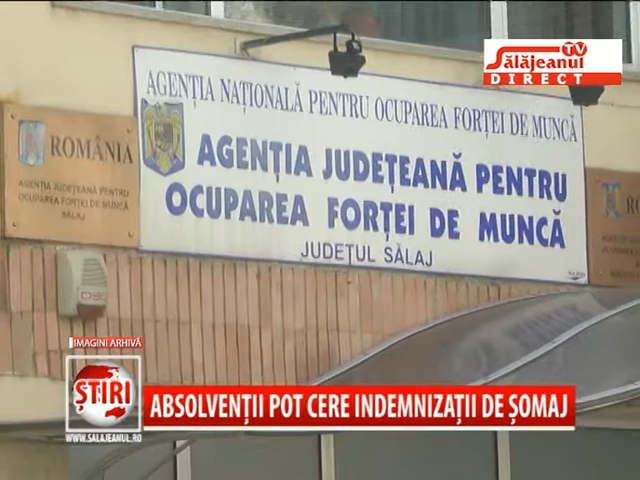 Sălăjeanul TV
DIRECT
AGENȚIA NAȚIONALĂ PENTRU OCUPAREA FORȚEI DE MUNCĂ
AGENȚIA JUDEȚEANĂ PENTRU
OCUPAREA FORȚEI DE MUNCĂ
JUDEȚUL SĂLAJ
ROMÂNIA
AGENȚIA JUDEȚEANĂ PENTRU
OCUPAREA FORȚEI DE MUNCĂ
SĂLAJ
IMAGINI ARHIVĂ
ȘTIRI
WWW.SALAJEANUL.RO
ABSOLVENȚII POT CERE INDEMNIZAȚII DE ȘOMAJ